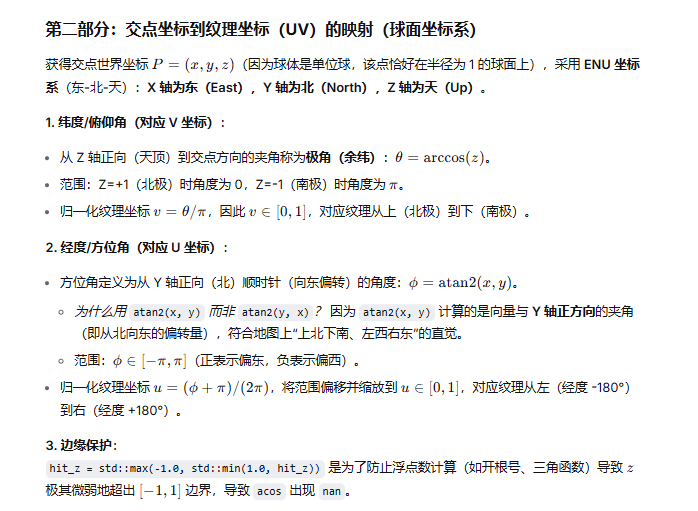 第二部分：交点坐标到纹理坐标（UV）的映射（球面坐标系）
获得交点世界坐标 P = (x, y, z)（因为球体是单位球，该点恰好在半径为 1 的球面上），采用 ENU 坐标
系（东-北-天）：X 轴为东（East），Y 轴为北（North），Z 轴为天（Up）。
1. 纬度/俯仰角（对应 V 坐标）：
• 从 Z 轴正向（天顶）到交点方向的夹角称为极角（余纬）：θ = arccos(z)。
• 范围：Z=+1（北极）时角度为 0，Z=-1（南极）时角度为 π。
• 归一化纹理坐标 v = θ/π，因此 v ∈ [0, 1]，对应纹理从上（北极）到下（南极）。
2. 经度/方位角（对应 U 坐标）：
• 方位角定义为从 Y 轴正向（北）顺时针（向东偏转）的角度：ϕ = atan2(x, y)。
◦ 为什么用 atan2(x, y) 而非 atan2(y, x)？ 因为 atan2(x, y) 计算的是向量与 Y 轴正方向的夹角
（即从北向东的偏转量），符合地图上“上北下南、左西右东”的直觉。
◦ 范围：ϕ ∈ [−π, π]（正表示偏东，负表示偏西）。
• 归一化纹理坐标 u = (ϕ + π)/(2π)，将范围偏移并缩放到 u ∈ [0, 1]，对应纹理从左（经度 -180°）
到右（经度 +180°）。
3. 边缘保护：
hit_z = std::max(-1.0, std::min(1.0, hit_z)) 是为了防止浮点数计算（如开根号、三角函数）导致 z
极其微弱地超出 [−1, 1] 边界，导致 acos 出现 nan。